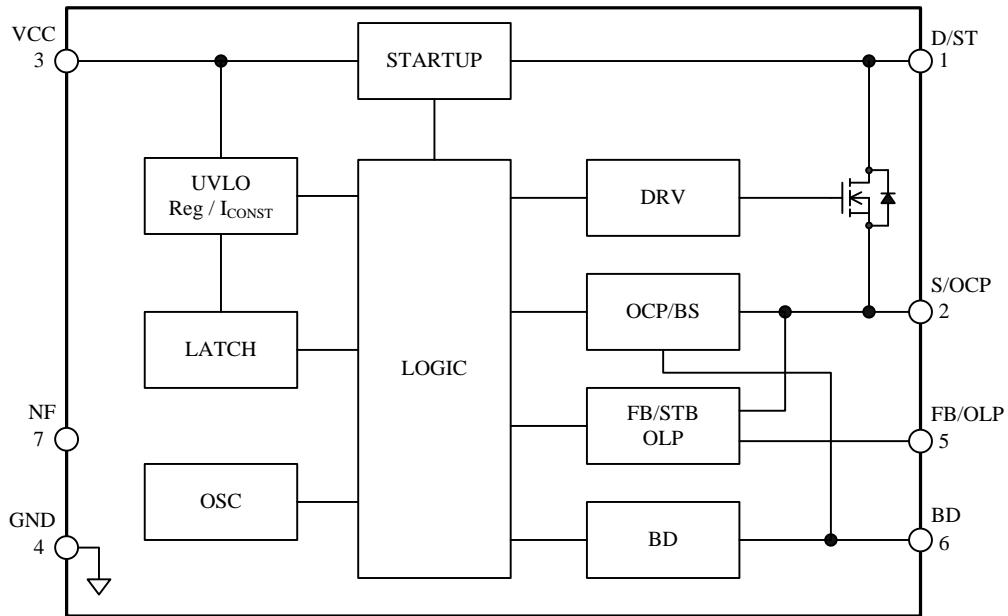 VCC
3
STARTUP
D/ST
1
UVLO
Reg / ICONST
DRV
S/OCP
2
OCP/BS
LATCH
LOGIC
NF
7
FB/STB
OLP
FB/OLP
5
OSC
GND
4
BD
BD
6